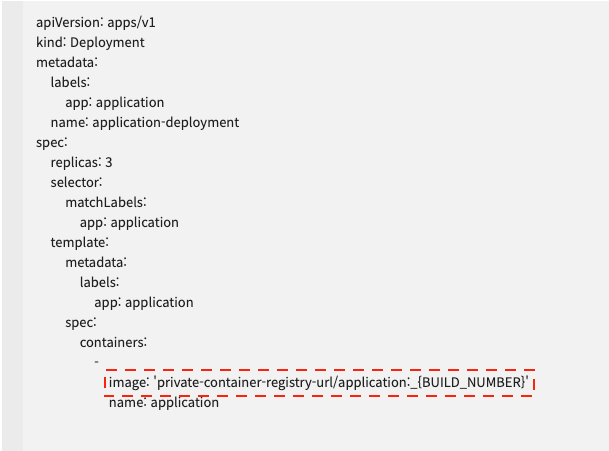 apiVersion: apps/v1
kind: Deployment
metadata:
  labels:
    app: application
  name: application-deployment
spec:
  replicas: 3
  selector:
    matchLabels:
      app: application
  template:
    metadata:
      labels:
        app: application
    spec:
      containers:
        -
          image: 'private-container-registry-url/application:_{BUILD_NUMBER}'
          name: application